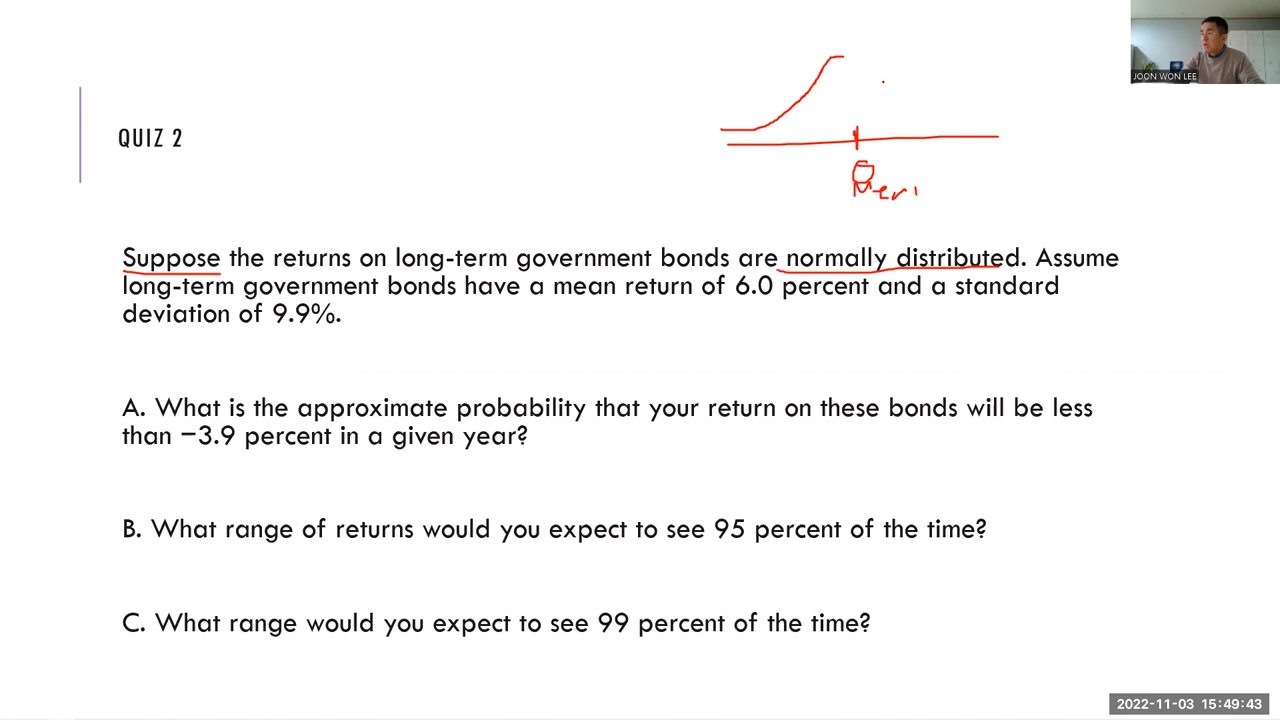 JOON WON LEE
QUIZ 2
Suppose the returns on long-term government bonds are normally distributed. Assume
long-term government bonds have a mean return of 6.0 percent and a standard
deviation of 9.9%.
A. What is the approximate probability that your return on these bonds will be less
than −3.9 percent in a given year?
B. What range of returns would you expect to see 95 percent of the time?
C. What range would you expect to see 99 percent of the time?
2022-11-03 15:49:43